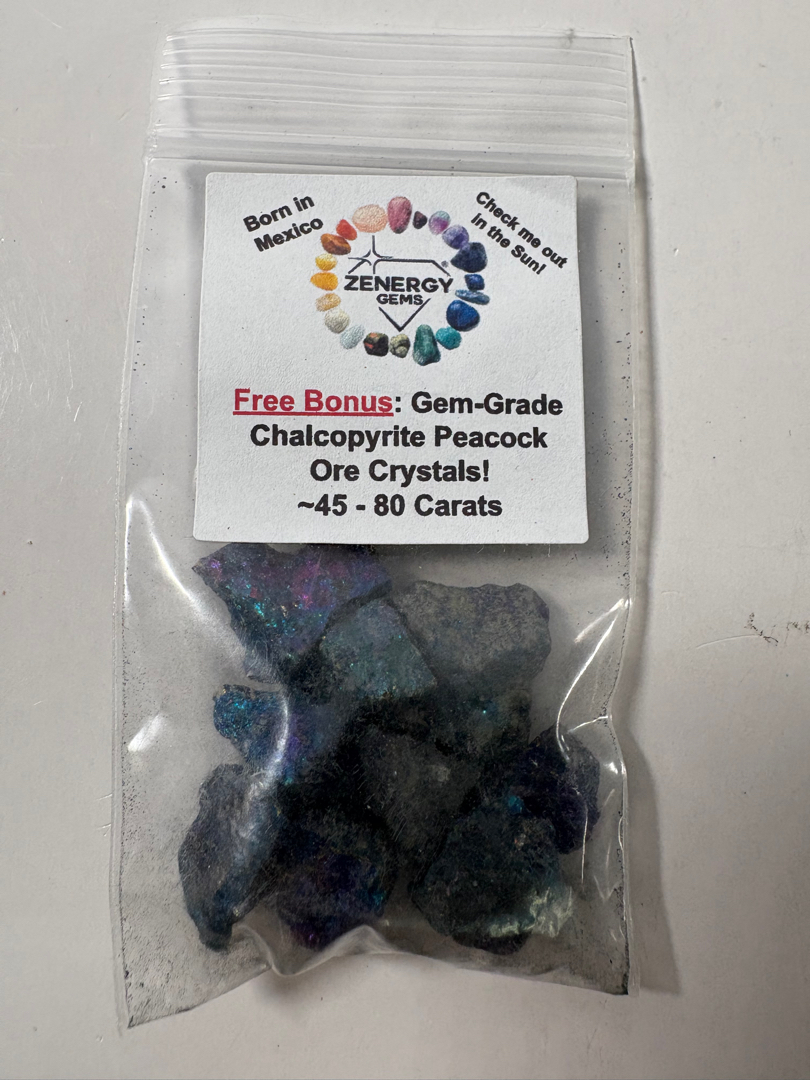 Born in
Mexico
Check me out
in the Sun!
ZENERGY
GEMS
Free Bonus: Gem-Grade
Chalcopyrite Peacock
Ore Crystals!
~45 - 80 Carats